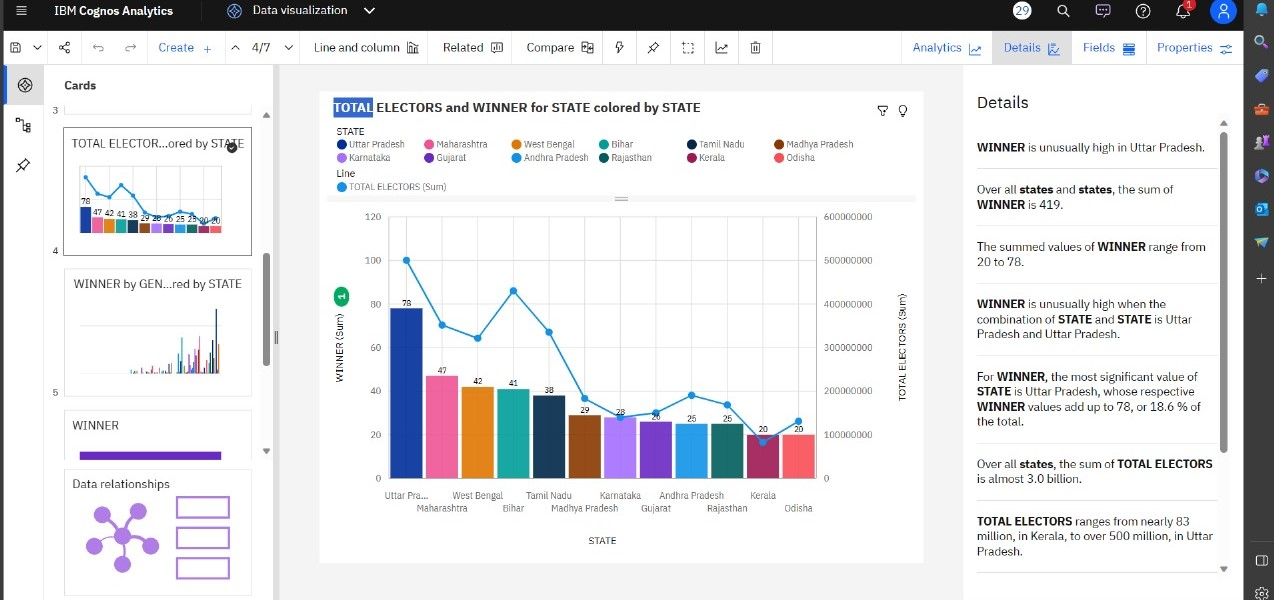 IBM Cognos Analytics
Data visualization
29
1
Create +
4/7
Line and column
Related
Compare
Analytics
Details
Fields
Properties
Cards
3
TOTAL ELECTOR...ored by STATE
78
47 42 41 38 29 28 26 25 25 20 20
4
WINNER by GEN...red by STATE
5
WINNER
Data relationships
TOTAL ELECTORS and WINNER for STATE colored by STATE
STATE
Uttar Pradesh Maharashtra West Bengal Bihar Tamil Nadu Madhya Pradesh
Karnataka Gujarat Andhra Pradesh Rajasthan Kerala Odisha
Line
TOTAL ELECTORS (Sum)
120 600000000
100 500000000
80 400000000
60 300000000
40 200000000
20 100000000
0 0
78
47
42
41
38
29
28
26
25
25
20
20
1
WINNER (Sum)
TOTAL ELECTORS (Sum)
Uttar Pra... West Bengal Tamil Nadu Karnataka Andhra Pradesh Kerala
Maharashtra Bihar Madhya Pradesh Gujarat Rajasthan Odisha
STATE
Details
WINNER is unusually high in Uttar Pradesh.
Over all states and states, the sum of
WINNER is 419.
The summed values of WINNER range from
20 to 78.
WINNER is unusually high when the
combination of STATE and STATE is Uttar
Pradesh and Uttar Pradesh.
For WINNER, the most significant value of
STATE is Uttar Pradesh, whose respective
WINNER values add up to 78, or 18.6 % of
the total.
Over all states, the sum of TOTAL ELECTORS
is almost 3.0 billion.
TOTAL ELECTORS ranges from nearly 83
million, in Kerala, to over 500 million, in Uttar
Pradesh.